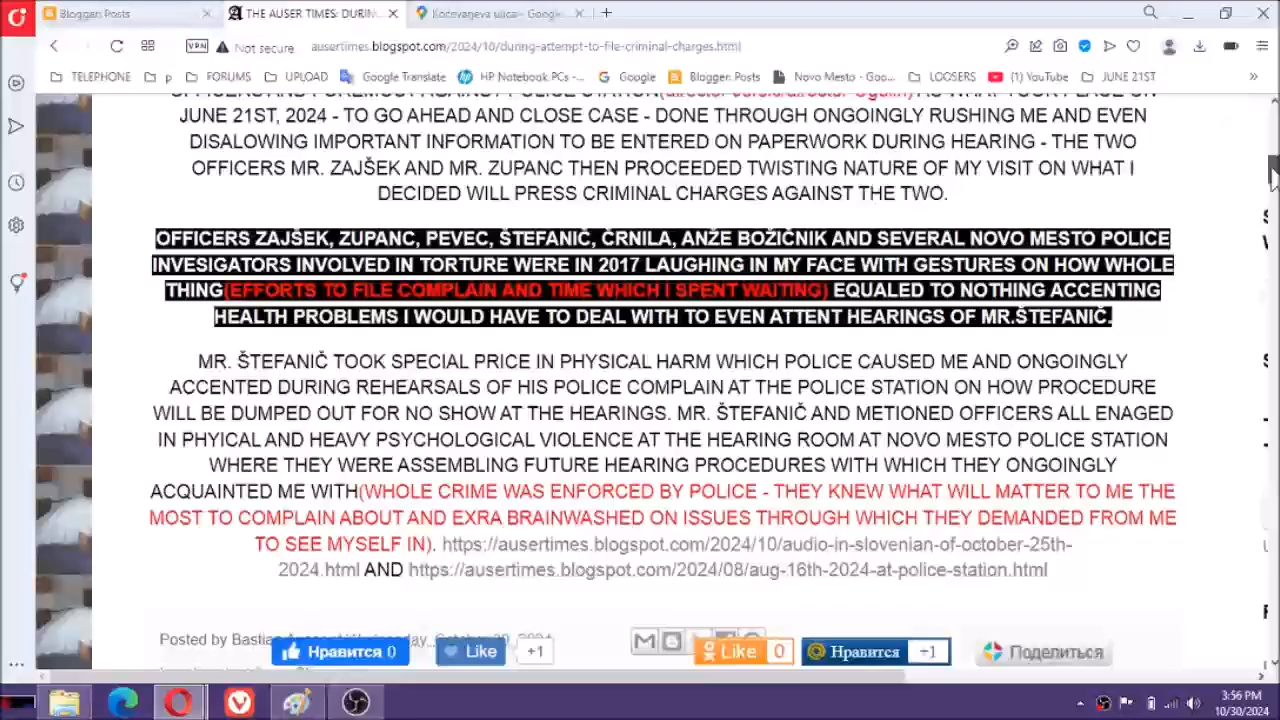 Bloggan Posts
THE AUSER TIMES: DURIN
Kočevarjeva ulica - Google
VPN
Not secure
ausertimes.blogspot.com/2024/10/during-attempt-to-file-criminal-charges.html
TELEPHONE
p
FORUMS
UPLOAD
Google Translate
HP Notebook PCs -...
Google
Bloggen Posts
Novo Mesto - Goo...
LOOSERS
(1) YouTube
JUNE 21ST
JUNE 21ST, 2024 - TO GO AHEAD AND CLOSE CASE - DONE THROUGH ONGOINGLY RUSHING ME AND EVEN
DISALOWING IMPORTANT INFORMATION TO BE ENTERED ON PAPERWORK DURING HEARING - THE TWO
OFFICERS MR. ZAJŠEK AND MR. ZUPANC THEN PROCEEDED TWISTING NATURE OF MY VISIT ON WHAT I
DECIDED WILL PRESS CRIMINAL CHARGES AGAINST THE TWO.
OFFICERS ZAJŠEK, ZUPANC, PEVEC, ŠTEFANIČ, ČRNILA, ANŽE BOŽIČNIK AND SEVERAL NOVO MESTO POLICE
INVESIGATORS INVOLVED IN TORTURE WERE IN 2017 LAUGHING IN MY FACE WITH GESTURES ON HOW WHOLE
THING(EFFORTS TO FILE COMPLAIN AND TIME WHICH I SPENT WAITING) EQUALED TO NOTHING ACCENTING
HEALTH PROBLEMS I WOULD HAVE TO DEAL WITH TO EVEN ATTENT HEARINGS OF MR.ŠTEFANIČ.
MR. ŠTEFANIČ TOOK SPECIAL PRICE IN PHYSICAL HARM WHICH POLICE CAUSED ME AND ONGOINGLY
ACCENTED DURING REHEARSALS OF HIS POLICE COMPLAIN AT THE POLICE STATION ON HOW PROCEDURE
WILL BE DUMPED OUT FOR NO SHOW AT THE HEARINGS. MR. ŠTEFANIČ AND METIONED OFFICERS ALL ENAGED
IN PHYICAL AND HEAVY PSYCHOLOGICAL VIOLENCE AT THE HEARING ROOM AT NOVO MESTO POLICE STATION
WHERE THEY WERE ASSEMBLING FUTURE HEARING PROCEDURES WITH WHICH THEY ONGOINGLY
ACQUAINTED ME WITH(WHOLE CRIME WAS ENFORCED BY POLICE - THEY KNEW WHAT WILL MATTER TO ME THE
MOST TO COMPLAIN ABOUT AND EXRA BRAINWASHED ON ISSUES THROUGH WHICH THEY DEMANDED FROM ME
TO SEE MYSELF IN). https://ausertimes.blogspot.com/2024/10/audio-in-slovenian-of-october-25th-
2024.html AND https://ausertimes.blogspot.com/2024/08/aug-16th-2024-at-police-station.html
Posted by Bastian
Нравится 0
Like
+1
Like 0
Нравится +1
Поделиться
3:56 PM
10/30/2024